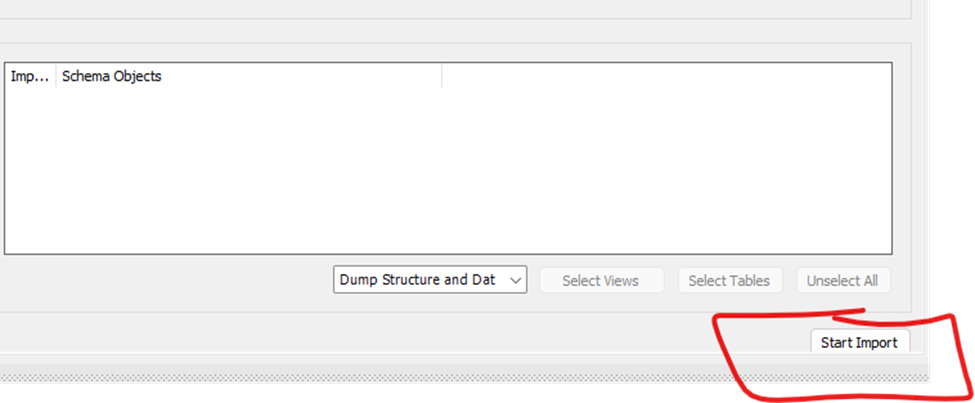 Imp... Schema Objects
Dump Structure and Dat Select Views Select Tables Unselect All
Start Import